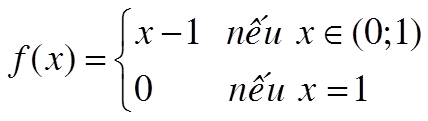 f(x) = { x − 1 nếu x ∈ (0;1)
0 nếu x = 1